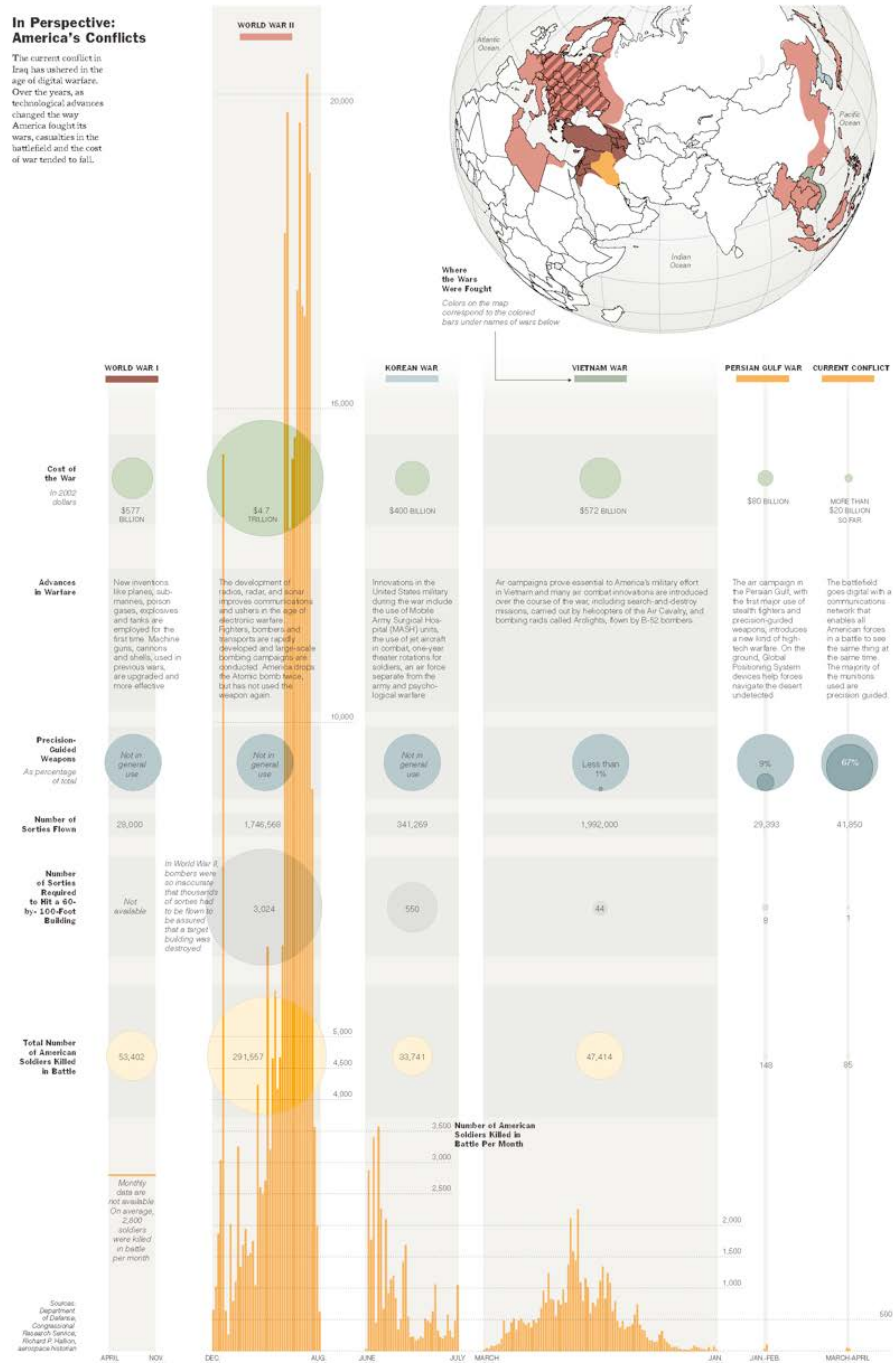 In Perspective:
America's Conflicts
The current conflict in
Iraq has ushered in the
age of digital warfare.
Over the years, as
technological advances
changed the way
America fought its
wars, casualties in the
battlefield and the cost
of war tended to fall.
WORLD WAR II
20,000
Atlantic
Ocean
Pacific
Ocean
Indian
Ocean
Where
the Wars
Were Fought
Colors on the map
correspond to the colored
bars under names of wars below
WORLD WAR I
KOREAN WAR
VIETNAM WAR
PERSIAN GULF WAR
CURRENT CONFLICT
15,000
Cost of
the War
In 2002
dollars
$577
BILLION
$4.7
TRILLION
$400 BILLION
$572 BILLION
$80 BILLION
MORE THAN
$20 BILLION
SO FAR
Advances
in Warfare
New inventions
like planes, sub-
marines, poison
gases, explosives
and tanks are
employed for the
first time. Machine
guns, cannons
and shells, used in
previous wars,
are upgraded and
more effective
The development of
radios, radar, and sonar
improves communications
and ushers in the age of
electronic warfare.
Fighters, bombers and
transports are rapidly
developed and large-scale
bombing campaigns are
conducted. America drops
the Atomic bomb twice,
but has not used the
weapon again.
Innovations in the
United States military
during the war include
the use of Mobile
Army Surgical Hos-
pital (MASH) units,
the use of jet aircraft
in combat, one-year
theater rotations for
soldiers, an air force
separate from the
army and psycho-
logical warfare
Air campaigns prove essential to America's military effort
in Vietnam and many air combat innovations are introduced
over the course of the war, including search-and-destroy
missions, carried out by helicopters of the Air Cavalry, and
bombing raids called Arclights, flown by B-52 bombers.
The air campaign in
the Persian Gulf, with
the first major use of
stealth fighters and
precision-guided
weapons, introduces
a new kind of high-
tech warfare. On the
ground, Global
Positioning System
devices help forces
navigate the desert
undetected
The battlefield
goes digital with a
communications
network that
enables all
American forces
in a battle to see
the same thing at
the same time.
The majority of
the munitions
used are
precision guided.
10,000
Precision-
Guided
Weapons
As percentage
of total
Not in
general
use
Not in
general
use
Not in
general
use
Less than
1%
9%
67%
Number of
Sorties Flown
28,000
1,746,568
341,269
1,992,000
29,393
41,850
Number
of Sorties
Required
to Hit a 60-
by- 100-Foot
Building
Not
available
In World War II,
bombers were
so inaccurate
that thousands
of sorties had
to be flown to
be assured
that a target
building was
destroyed
3,024
550
44
8
1
Total Number
of American
Soldiers Killed
in Battle
53,402
291,557
33,741
47,414
148
95
5,000
4,500
4,000
3,500
3,000
2,500
Number of American
Soldiers Killed in
Battle Per Month
2,000
1,500
1,000
500
Monthly
data are
not available.
On average,
2,800
soldiers
were killed
in battle
per month
Sources:
Department
of Defense,
Congressional
Research Service;
Richard P. Hallion,
aerospace historian
APRIL
NOV.
DEC.
AUG.
JUNE
JULY
MARCH
JAN.
JAN.-FEB.
MARCH-APRIL